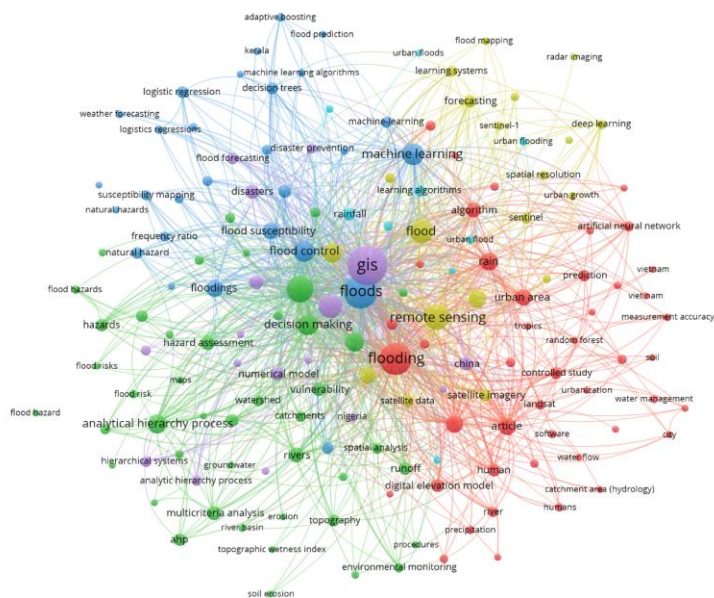 adaptive boosting
flood prediction
kerala
urban floods
flood mapping
radar imaging
machine learning algorithms
learning systems
logistic regression
decision trees
forecasting
weather forecasting
logistics regressions
machine-learning
sentinel-1
deep learning
disaster prevention
urban flooding
flood forecasting
machine learning
spatial resolution
susceptibility mapping
disasters
learning algorithms
urban growth
natural hazards
rainfall
algorithm
sentinel
artificial neural network
frequency ratio
flood susceptibility
flood
urban flood
natural hazard
flood control
rain
gis
prediction
vietnam
flood hazards
floodings
floods
urban area
viet nam
hazards
decision making
remote sensing
tropics
measurement accuracy
hazard assessment
random forest
flooding
soil
flood risks
numerical model
china
controlled study
maps
vulnerability
urbanization
flood risk
watershed
satellite imagery
landsat
water management
flood hazard
catchments
nigeria
satellite data
analytical hierarchy process
article
software
city
hierarchical systems
groundwater
rivers
spatial analysis
water flow
analytic hierarchy process
runoff
human
digital elevation model
catchment area (hydrology)
humans
multicriteria analysis
erosion
river
river basin
topography
precipitation
ahp
topographic wetness index
procedures
environmental monitoring
soil erosion